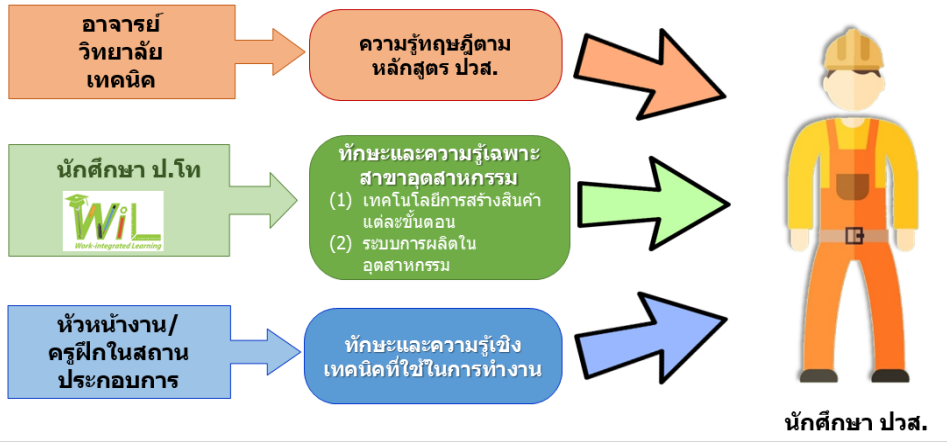 อาจารย์
วิทยาลัย
เทคนิค
ความรู้ทฤษฎีตาม
หลักสูตร ปวส.
นักศึกษา ป.โท
WiL
Work-integrated Learning
ทักษะและความรู้เฉพาะ
สาขาอุตสาหกรรม
(1) เทคโนโลยีการสร้างสินค้า
แต่ละขั้นตอน
(2) ระบบการผลิตใน
อุตสาหกรรม
หัวหน้างาน/
ครูฝึกในสถาน
ประกอบการ
ทักษะและความรู้เชิง
เทคนิคที่ใช้ในการทำงาน
นักศึกษา ปวส.